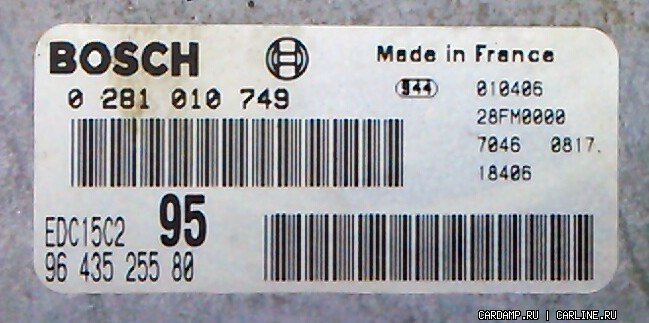 BOSCH
Made in France
0 281 010 749
944
010406
28FM0000
7046 0817.
18406
EDC15C2 95
96 435 255 80
CARDAMP.RU | CARLINE.RU